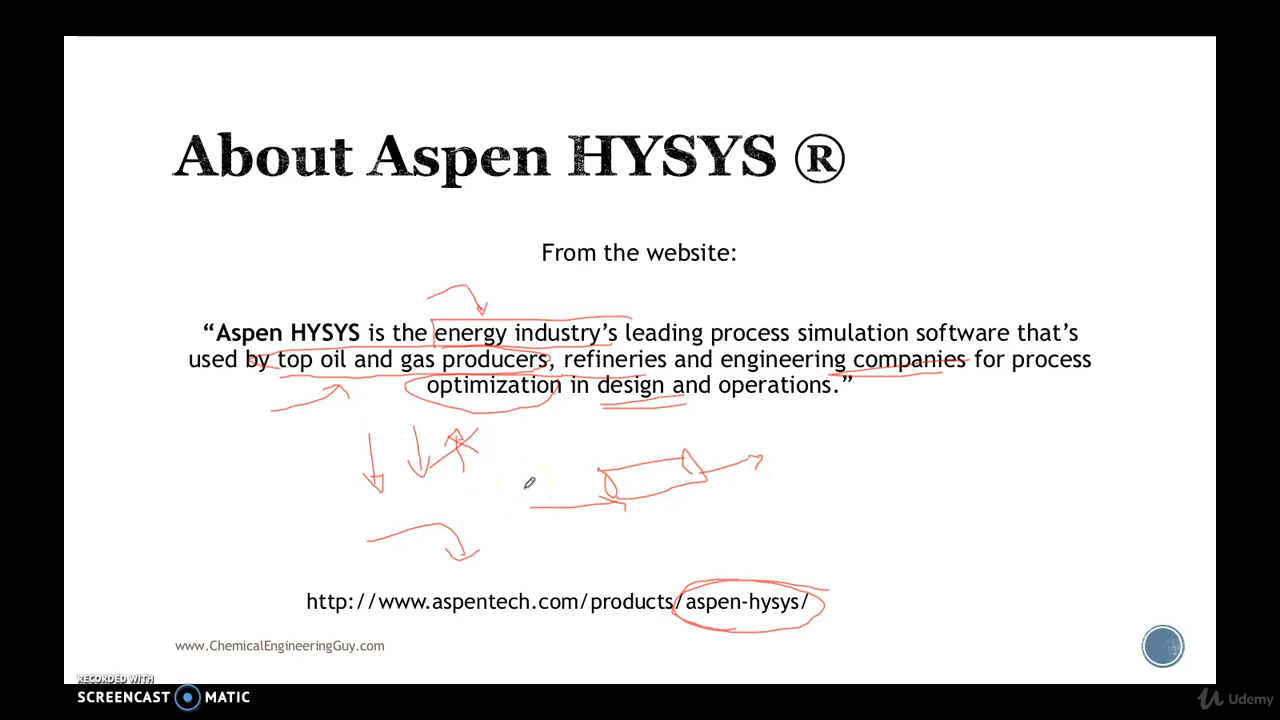 About Aspen HYSYS ®
From the website:
“Aspen HYSYS is the energy industry’s leading process simulation software that’s
used by top oil and gas producers, refineries and engineering companies for process
optimization in design and operations.”
http://www.aspentech.com/products/aspen-hysys/
www.ChemicalEngineeringGuy.com
RECORDED WITH
SCREENCAST MATIC
Udemy